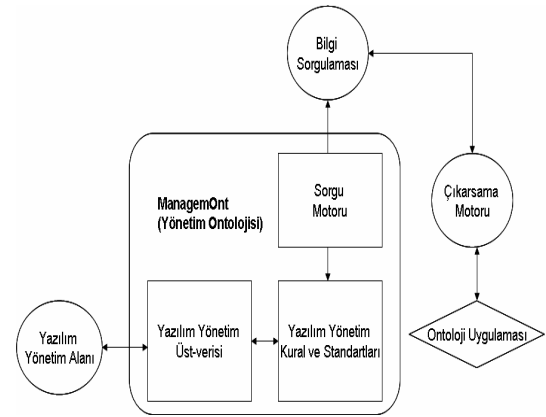 Bilgi
Sorgulaması
ManagemOnt
(Yönetim Ontolojisi)
Sorgu
Motoru
Çıkarsama
Motoru
Yazılım
Yönetim Alanı
Yazılım Yönetim
Üst-verisi
Yazılım Yönetim
Kural ve Standartları
Ontoloji Uygulaması